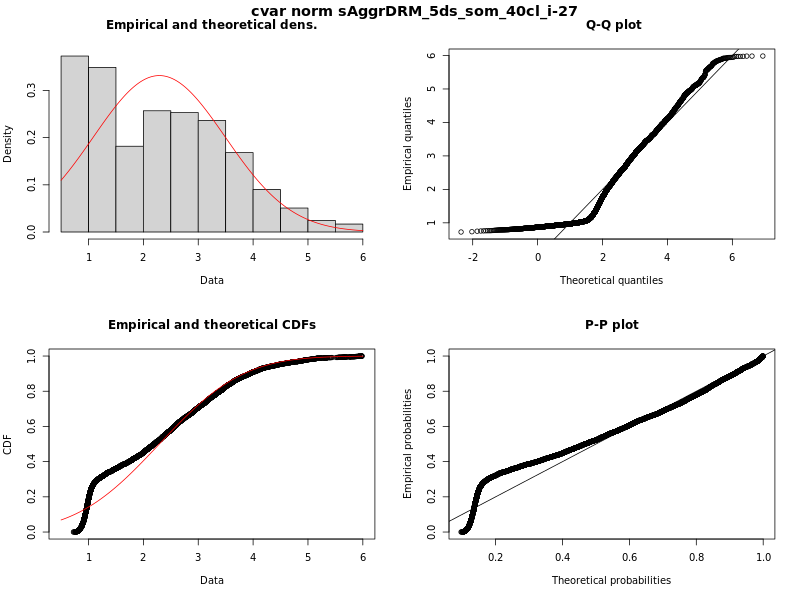 cvar norm sAggrDRM_5ds_som_40cl_i-27
Empirical and theoretical dens.
Density
0.0 0.1 0.2 0.3
1 2 3 4 5 6
Data
Q-Q plot
Empirical quantiles
1 2 3 4 5 6
-2 0 2 4 6
Theoretical quantiles
Empirical and theoretical CDFs
CDF
0.0 0.2 0.4 0.6 0.8 1.0
1 2 3 4 5 6
Data
P-P plot
Empirical probabilities
0.0 0.2 0.4 0.6 0.8 1.0
0.2 0.4 0.6 0.8 1.0
Theoretical probabilities